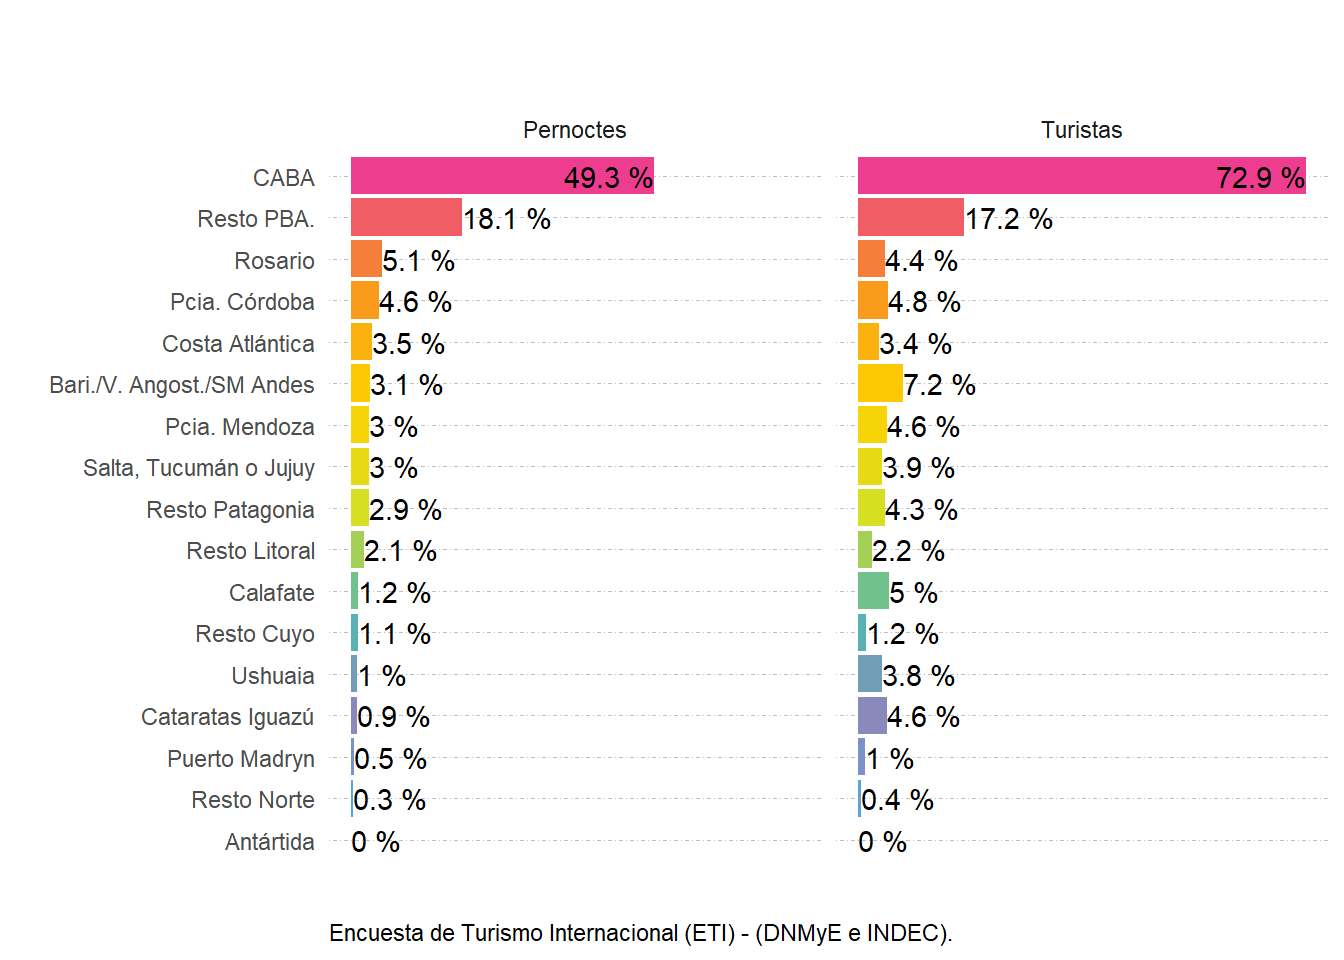 Pernoctes Turistas
CABA 49.3 % 72.9 %
Resto PBA. 18.1 % 17.2 %
Rosario 5.1 % 4.4 %
Pcia. Córdoba 4.6 % 4.8 %
Costa Atlántica 3.5 % 3.4 %
Bari./V. Angost./SM Andes 3.1 % 7.2 %
Pcia. Mendoza 3 % 4.6 %
Salta, Tucumán o Jujuy 3 % 3.9 %
Resto Patagonia 2.9 % 4.3 %
Resto Litoral 2.1 % 2.2 %
Calafate 1.2 % 5 %
Resto Cuyo 1.1 % 1.2 %
Ushuaia 1 % 3.8 %
Cataratas Iguazú 0.9 % 4.6 %
Puerto Madryn 0.5 % 1 %
Resto Norte 0.3 % 0.4 %
Antártida 0 % 0 %
Encuesta de Turismo Internacional (ETI) - (DNMyE e INDEC).